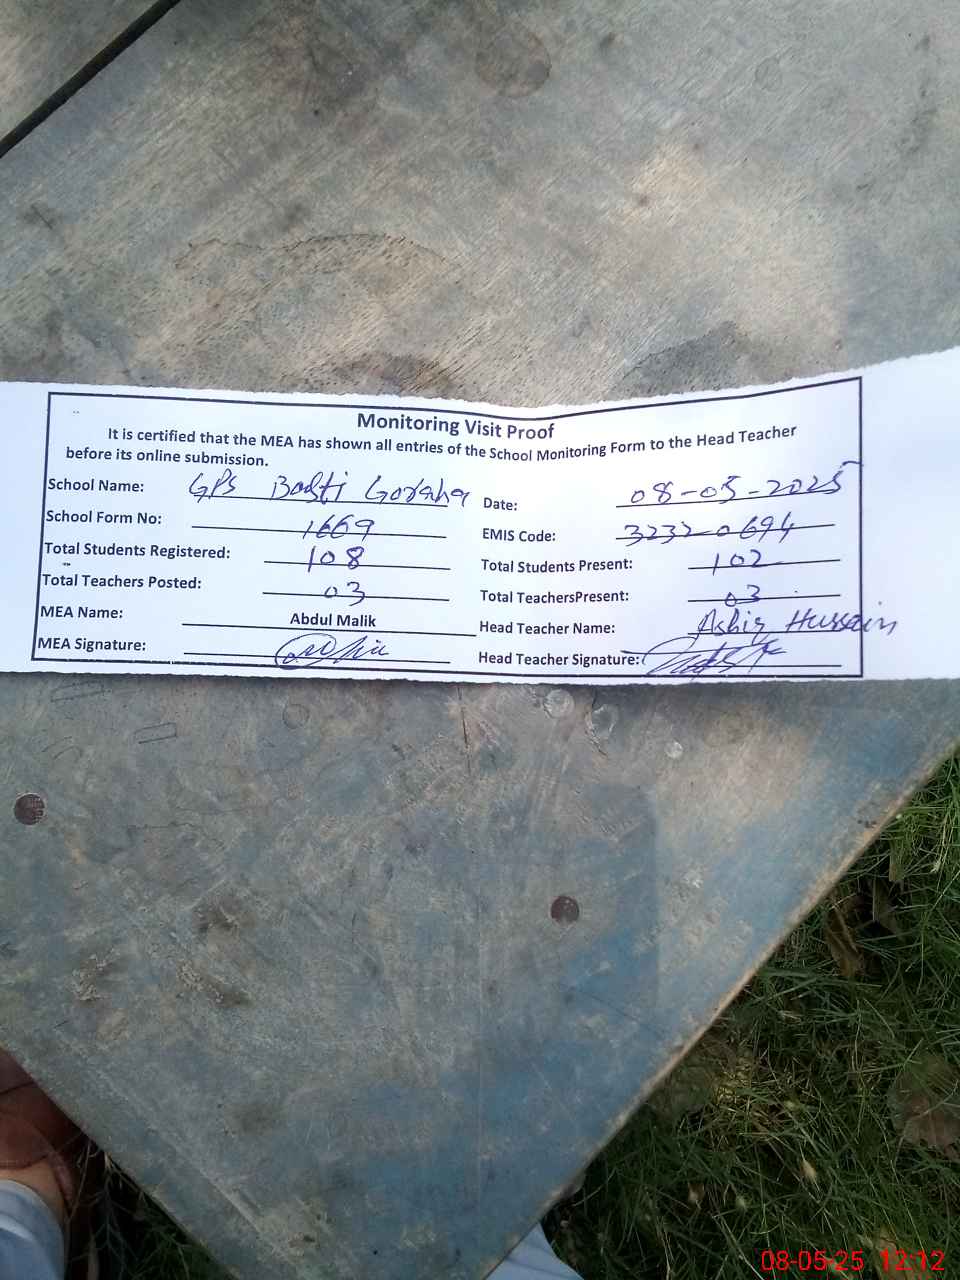 Monitoring Visit Proof
It is certified that the MEA has shown all entries of the School Monitoring Form to the Head Teacher
before its online submission.
School Name: GPS Basti Goraha Date: 08-05-2025
School Form No: 1669 EMIS Code: 32320694
Total Students Registered: 108 Total Students Present: 102
Total Teachers Posted: 03 Total TeachersPresent: 03
MEA Name: Abdul Malik Head Teacher Name: Ashiq Hussain
MEA Signature: Head Teacher Signature:
08-05-25 12:12